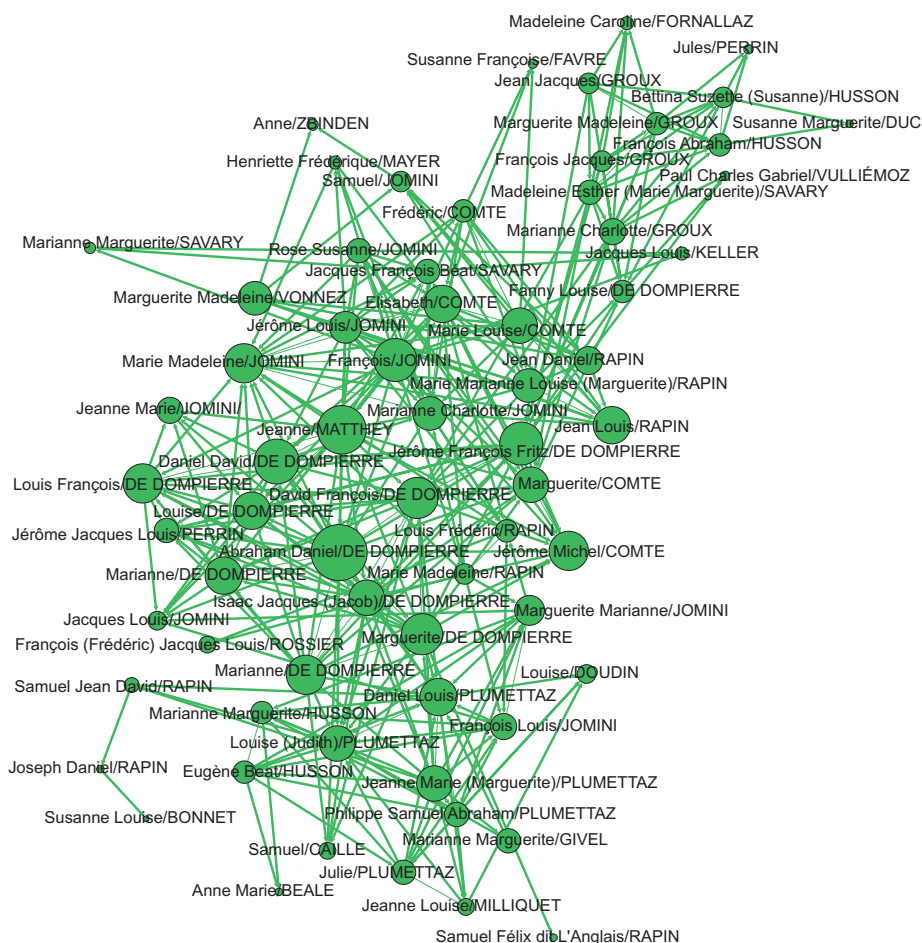 Madeleine Caroline/FORNALLAZ
Jules/PERRIN
Susanne Françoise/FAVRE
Jean Jacques/GROUX
Bettina Suzette (Susanne)/HUSSON
Anne/ZBINDEN
Marguerite Madeleine/GROUX
Susanne Marguerite/DUC
François Abraham/HUSSON
Henriette Frédérique/MAYER
François Jacques/GROUX
Samuel/JOMINI
Paul Charles Gabriel/VULLIÉMOZ
Madeleine Esther (Marie Marguerite)/SAVARY
Frédéric/COMTE
Marianne Charlotte/GROUX
Marianne Marguerite/SAVARY
Rose Susanne/JOMINI
Jacques Louis/KELLER
Jacques François Béat/SAVARY
Fanny Louise/DE DOMPIERRE
Marguerite Madeleine/VONNEZ
Elisabeth/COMTE
Jérôme Louis/JOMINI
Marie Louise/COMTE
Marie Madeleine/JOMINI
François/JOMINI
Jean Daniel/RAPIN
Marie Marianne Louise (Marguerite)/RAPIN
Jeanne Marie/JOMINI/
Marianne Charlotte/JOMINI
Jean Louis/RAPIN
Jeanne/MATTHEY
Jérôme François Fritz/DE DOMPIERRE
Daniel David/DE DOMPIERRE
Louis François/DE DOMPIERRE
Marguerite/COMTE
David François/DE DOMPIERRE
Louise/DE DOMPIERRE
Jérôme Jacques Louis/PERRIN
Louis Frédéric/RAPIN
Abraham Daniel/DE DOMPIERRE
Jérôme Michel/COMTE
Marie Madeleine/RAPIN
Marianne/DE DOMPIERRE
Isaac Jacques (Jacob)/DE DOMPIERRE
Marguerite Marianne/JOMINI
Jacques Louis/JOMINI
Marguerite/DE DOMPIERRE
François (Frédéric) Jacques Louis/ROSSIER
Marianne/DE DOMPIERRE
Louise/DOUDIN
Samuel Jean David/RAPIN
Daniel Louis/PLUMETTAZ
Marianne Marguerite/HUSSON
François Louis/JOMINI
Louise (Judith)/PLUMETTAZ
Joseph Daniel/RAPIN
Eugène Beat/HUSSON
Jeanne Marie (Marguerite)/PLUMETTAZ
Philippe Samuel Abraham/PLUMETTAZ
Susanne Louise/BONNET
Marianne Marguerite/GIVEL
Samuel/CAILLE
Julie/PLUMETTAZ
Anne Marie/BEALE
Jeanne Louise/MILLIQUET
Samuel Félix dit L'Anglais/RAPIN